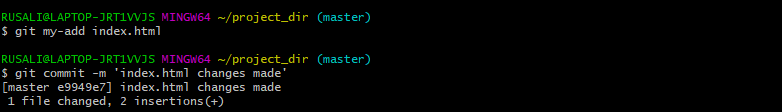 RUSALI@LAPTOP-JRT1VVJS MINGW64 ~/project_dir (master)
$ git my-add index.html
RUSALI@LAPTOP-JRT1VVJS MINGW64 ~/project_dir (master)
$ git commit -m 'index.html changes made'
[master e9949e7] index.html changes made
 1 file changed, 2 insertions(+)